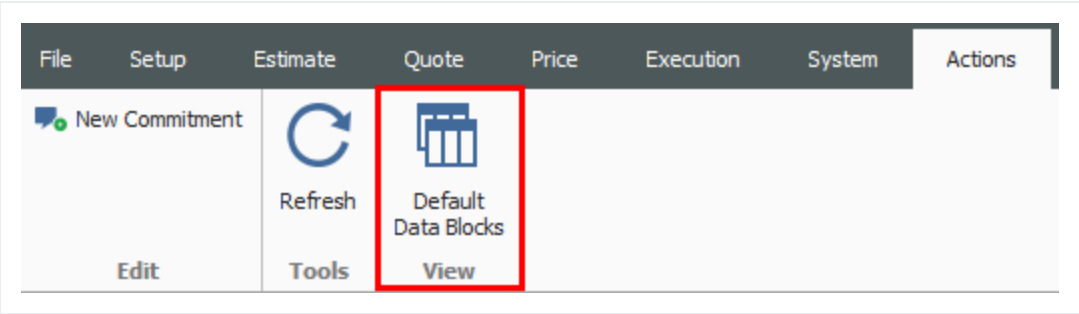 File Setup Estimate Quote Price Execution System Actions
New Commitment
Refresh
Default
Data Blocks
Edit Tools View